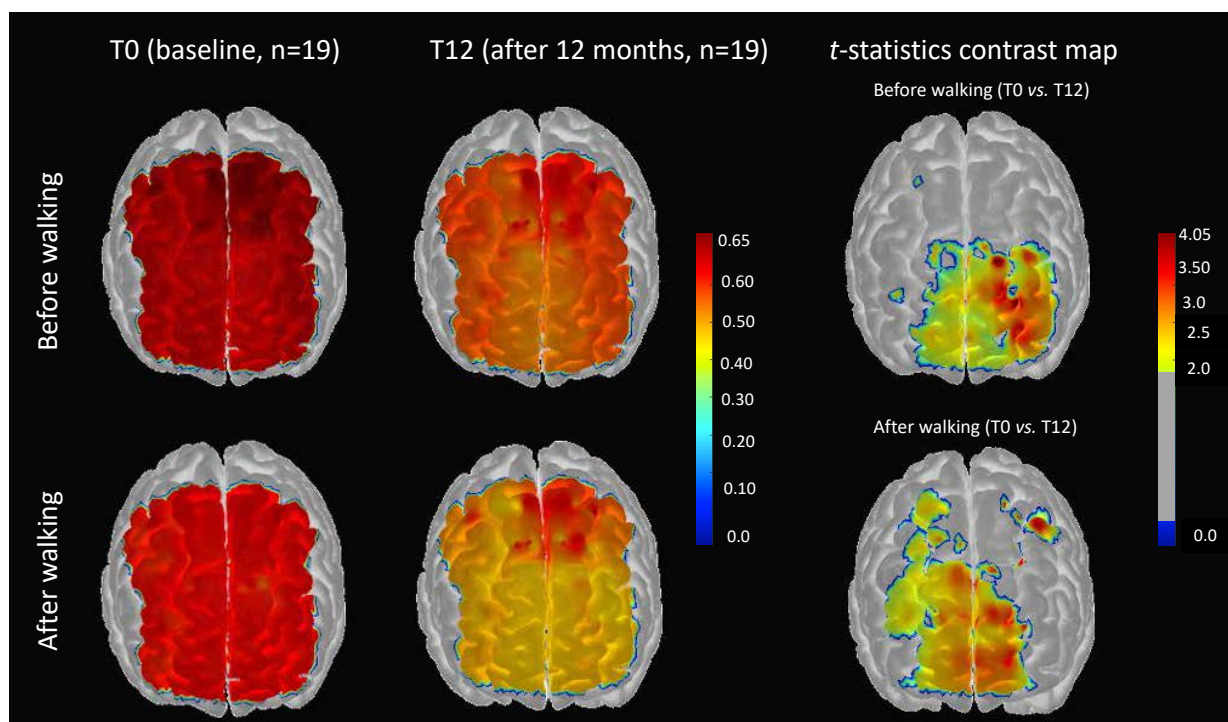 T0 (baseline, n=19)
T12 (after 12 months, n=19)
t-statistics contrast map
Before walking (T0 vs. T12)
Before walking
0.65
0.60
0.50
0.40
0.30
0.20
0.10
0.0
4.05
3.50
3.0
2.5
2.0
0.0
After walking (T0 vs. T12)
After walking